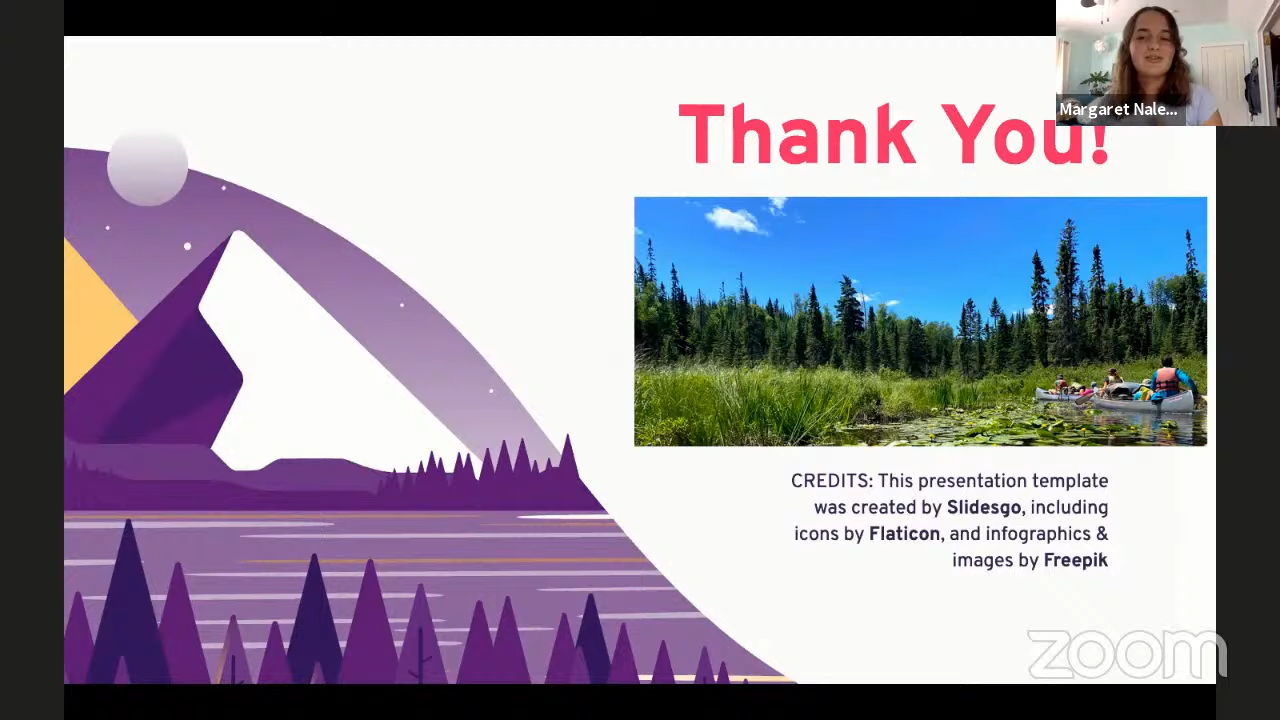 Margaret Nale...
Thank You!
CREDITS: This presentation template
was created by Slidesgo, including
icons by Flaticon, and infographics &
images by Freepik
zoom